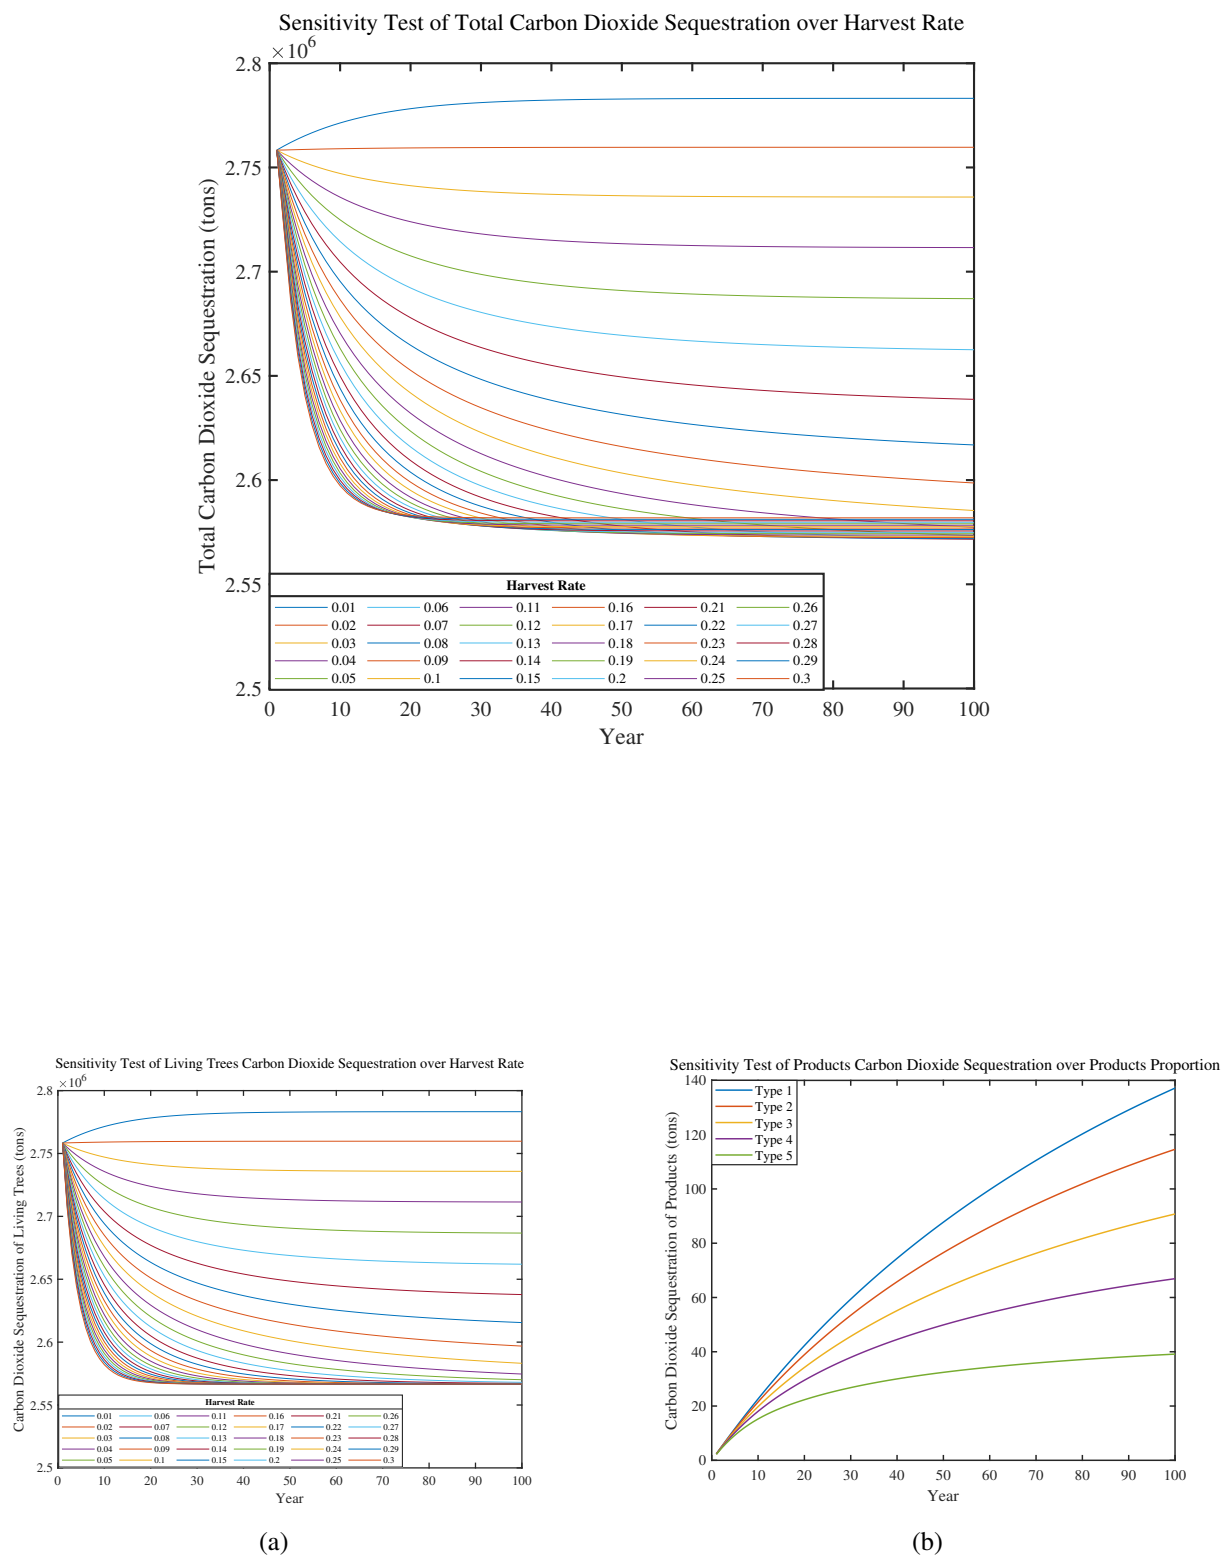 Sensitivity Test of Total Carbon Dioxide Sequestration over Harvest Rate
×10⁶
2.8
2.75
2.7
2.65
2.6
2.55
2.5
Total Carbon Dioxide Sequestration (tons)
Harvest Rate
0.01 0.06 0.11 0.16 0.21 0.26
0.02 0.07 0.12 0.17 0.22 0.27
0.03 0.08 0.13 0.18 0.23 0.28
0.04 0.09 0.14 0.19 0.24 0.29
0.05 0.1 0.15 0.2 0.25 0.3
0 10 20 30 40 50 60 70 80 90 100
Year
Sensitivity Test of Living Trees Carbon Dioxide Sequestration over Harvest Rate
×10⁶
2.8
2.75
2.7
2.65
2.6
2.55
2.5
Carbon Dioxide Sequestration of Living Trees (tons)
Harvest Rate
0.01 0.06 0.11 0.16 0.21 0.26
0.02 0.07 0.12 0.17 0.22 0.27
0.03 0.08 0.13 0.18 0.23 0.28
0.04 0.09 0.14 0.19 0.24 0.29
0.05 0.1 0.15 0.2 0.25 0.3
0 10 20 30 40 50 60 70 80 90 100
Year
(a)
Sensitivity Test of Products Carbon Dioxide Sequestration over Products Proportion
140
120
100
80
60
40
20
0
Carbon Dioxide Sequestration of Products (tons)
Type 1
Type 2
Type 3
Type 4
Type 5
0 10 20 30 40 50 60 70 80 90 100
Year
(b)